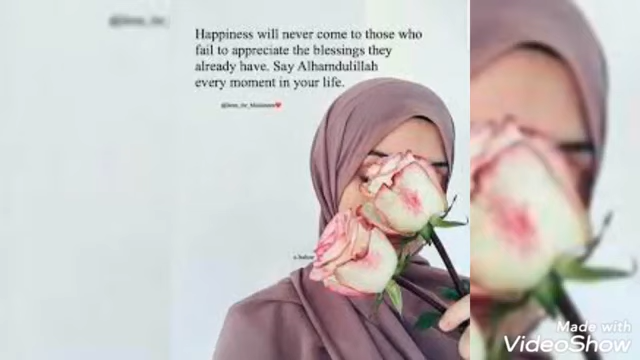 Happiness will never come to those who
fail to appreciate the blessings they
already have. Say Alhamdulillah
every moment in your life.
Made with
VideoShow